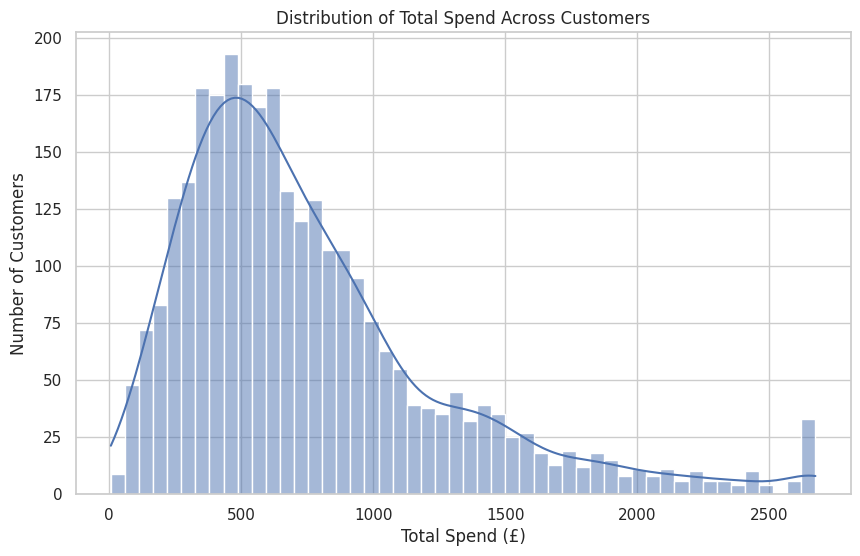 Distribution of Total Spend Across Customers
200
175
150
125
100
75
50
25
0
Number of Customers
0 500 1000 1500 2000 2500
Total Spend (£)